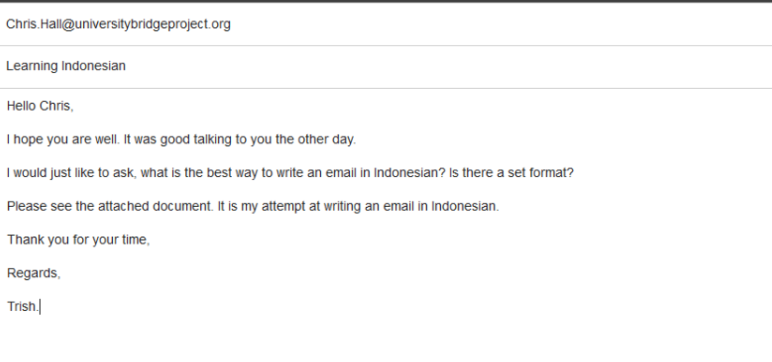 Chris.Hall@universitybridgeproject.org
Learning Indonesian
Hello Chris,
I hope you are well. It was good talking to you the other day.
I would just like to ask, what is the best way to write an email in Indonesian? Is there a set format?
Please see the attached document. It is my attempt at writing an email in Indonesian.
Thank you for your time,
Regards,
Trish.